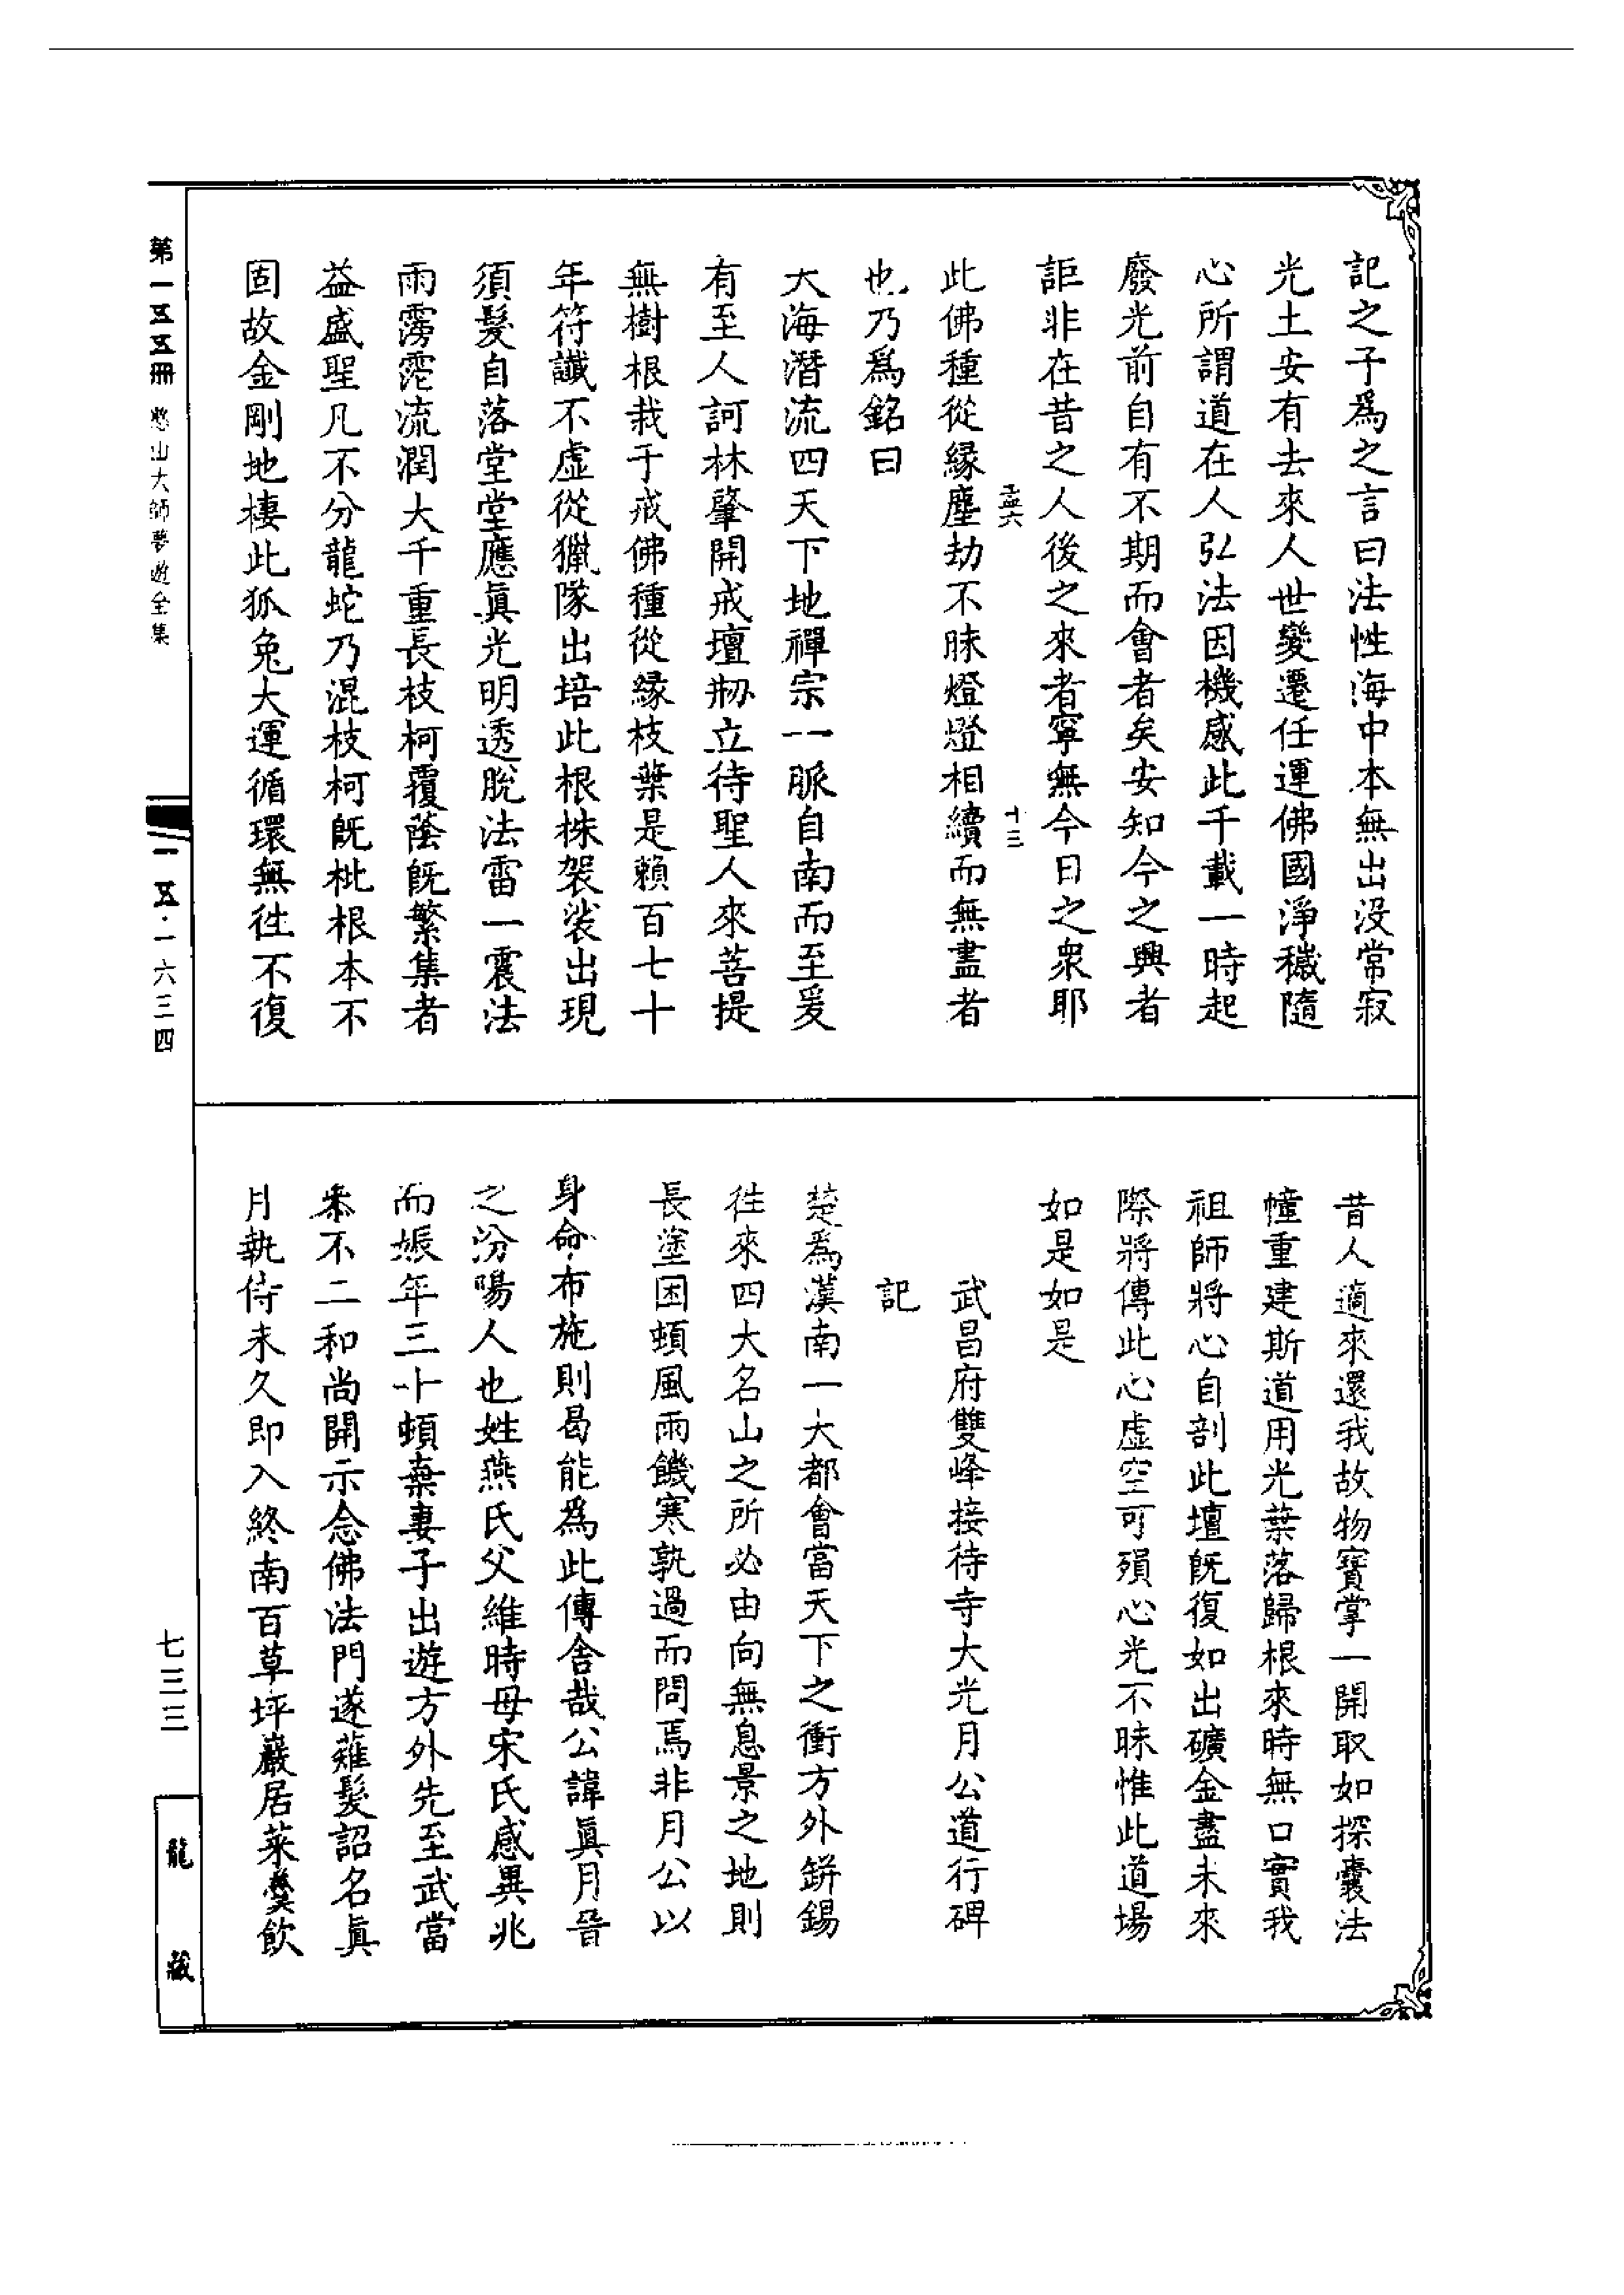 記之予爲之言曰法性海中本無出没常寂
光土安有去來人世變遷任運佛國淨穢隨
心所謂道在人弘法因機感此千載一時起
廢光前自有不期而會者矣安知今之興者
詎非在昔之人後之來者寧無今日之衆耶
十三
此佛種從緣塵劫不昧燈燈相續而無盡者
也乃爲銘曰
大海潛流四天下地禪宗一脈自南而至爰
有至人訶林肇開戒壇刱立待聖人來菩提
無樹根栽于戒佛種從緣枝葉是賴百七十
年符讖不虛從獵隊出培此根株袈裟出現
須髮自落堂堂應眞光明透脫法雷一震法
雨霶霑流潤大千重長枝柯覆蔭既繁集者
益盛聖凡不分龍蛇乃混枝柯既枇根本不
固故金剛地棲此狐兔大運循環無徃不復
昔人適來還我故物寶掌一開取如探囊法
幢重建斯道用光葉落歸根來時無口實我
祖師將心自剖此壇既復如出礦金盡未來
際將傳此心虛空可殞心光不昧惟此道場
如是如是
武昌府雙峰接待寺大光月公道行碑
記
楚爲漢南一大都會當天下之衝方外缾錫
徃來四大名山之所必由向無息景之地則
長塗困頓風雨饑寒孰過而問焉非月公以
身命布施則曷能爲此傳舍哉公諱眞月晉
之汾陽人也姓燕氏父維時母宋氏感異兆
而娠年三十頓棄妻子出遊方外先至武當
叅不二和尚開示念佛法門遂薙髮詔名眞
月執侍未久即入終南百草坪巖居菜羹飲
第一五五冊 憨山大師夢遊全集
一五·一六三四
七三三
龍藏